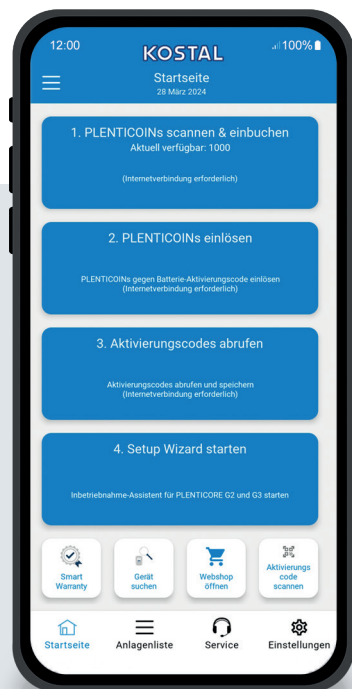 12:00
100%
KOSTAL
Startseite
28 März 2024
1. PLENTICOINs scannen & einbuchen
Aktuell verfügbar: 1000
(Internetverbindung erforderlich)
2. PLENTICOINs einlösen
PLENTICOINs gegen Batterie-Aktivierungscode einlösen
(Internetverbindung erforderlich)
3. Aktivierungscodes abrufen
Aktivierungscodes abrufen und speichern
(Internetverbindung erforderlich)
4. Setup Wizard starten
Inbetriebnahme-Assistent für PLENTICORE G2 und G3 starten
Smart
Warranty
Gerät
suchen
Webshop
öffnen
Aktivierungs
code
scannen
Startseite
Anlagenliste
Service
Einstellungen